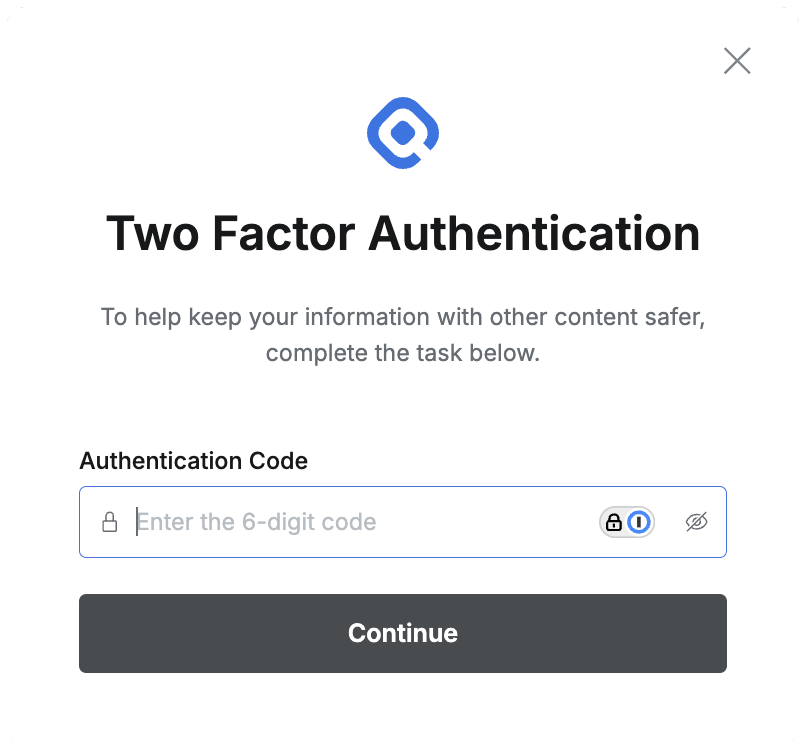 Two Factor Authentication
To help keep your information with other content safer,
complete the task below.
Authentication Code
Enter the 6-digit code
Continue